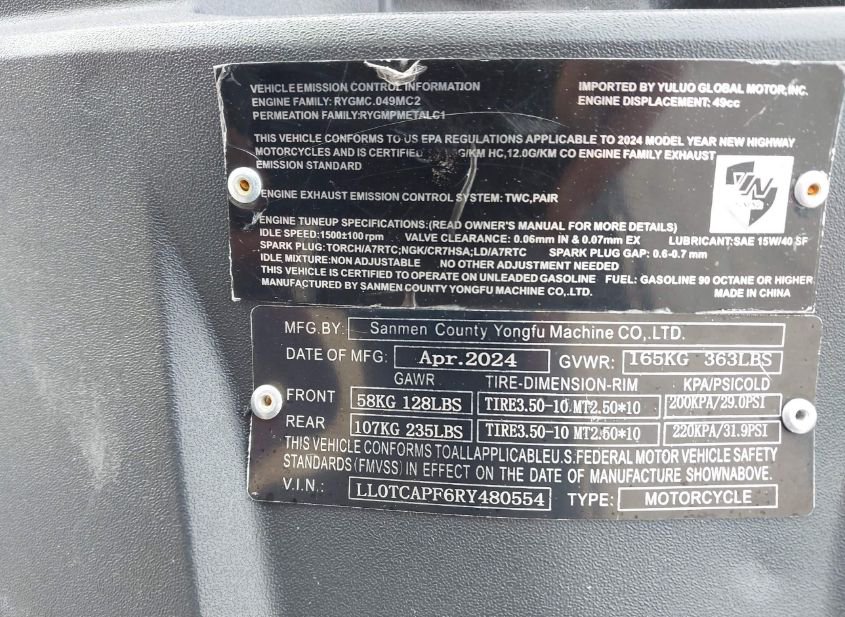 VEHICLE EMISSION CONTROL INFORMATION
IMPORTED BY YULUO GLOBAL MOTOR,INC.
ENGINE FAMILY: RYGMC.049MC2
ENGINE DISPLACEMENT: 49cc
PERMEATION FAMILY:RYGMPMETALC1
THIS VEHICLE CONFORMS TO US EPA REGULATIONS APPLICABLE TO 2024 MODEL YEAR NEW HIGHWAY
MOTORCYCLES AND IS CERTIFIED G/KM HC,12.0G/KM CO ENGINE FAMILY EXHAUST
EMISSION STANDARD
ENGINE EXHAUST EMISSION CONTROL SYSTEM: TWC,PAIR
ENGINE TUNEUP SPECIFICATIONS:(READ OWNER'S MANUAL FOR MORE DETAILS)
IDLE SPEED:1500±100rpm VALVE CLEARANCE: 0.06mm IN & 0.07mm EX LUBRICANT:SAE 15W/40 SF
SPARK PLUG:TORCH/A7RTC;NGK/CR7HSA;LD/A7RTC SPARK PLUG GAP: 0.6-0.7 mm
IDLE MIXTURE:NON ADJUSTABLE NO OTHER ADJUSTMENT NEEDED
THIS VEHICLE IS CERTIFIED TO OPERATE ON UNLEADED GASOLINE FUEL: GASOLINE 90 OCTANE OR HIGHER
MANUFACTURED BY SANMEN COUNTY YONGFU MACHINE CO,.LTD.
MADE IN CHINA
MFG.BY: Sanmen County Yongfu Machine CO,.LTD.
DATE OF MFG: Apr.2024 GVWR: 165KG 363LBS
GAWR TIRE-DIMENSION-RIM KPA/PSICOLD
FRONT 58KG 128LBS TIRE3.50-10 MT2.50*10 200KPA/29.0PSI
REAR 107KG 235LBS TIRE3.50-10 MT2.50*10 220KPA/31.9PSI
THIS VEHICLE CONFORMS TOALLAPPLICABLEU.S.FEDERAL MOTOR VEHICLE SAFETY
STANDARDS (FMVSS) IN EFFECT ON THE DATE OF MANUFACTURE SHOWNABOVE.
V.I.N: LL0TCAPF6RY480554 TYPE: MOTORCYCLE